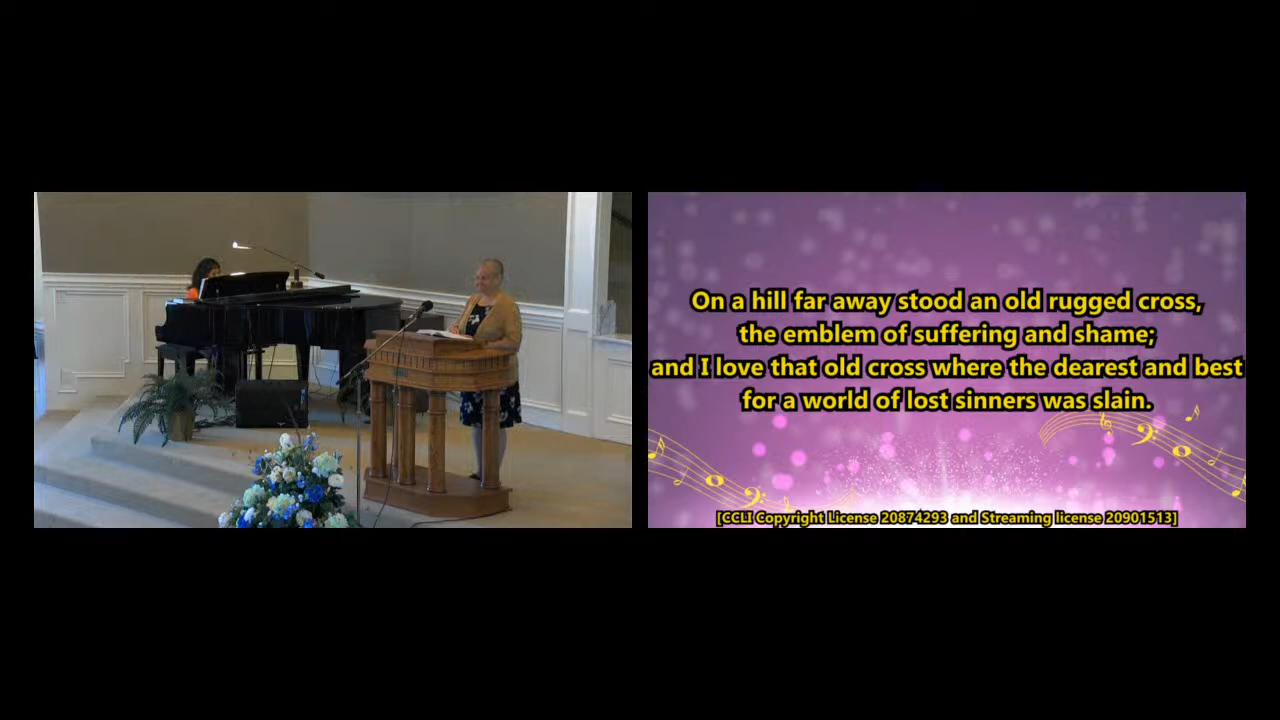 On a hill far away stood an old rugged cross,
the emblem of suffering and shame;
and I love that old cross where the dearest and best
for a world of lost sinners was slain.
[CCLI Copyright License 20874293 and Streaming license 20901513]